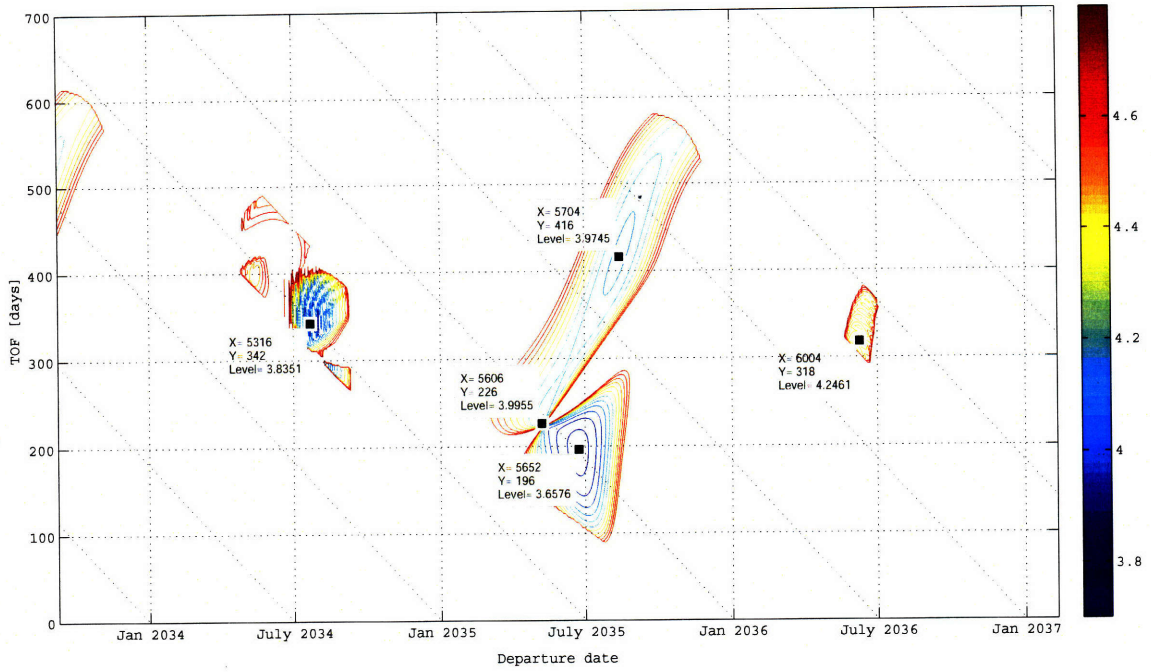 700
600
500
400
300
200
100
0
TOF [days]
X= 5704
Y= 416
Level= 3.9745
X= 5316
Y= 342
Level= 3.8351
X= 5606
Y= 226
Level= 3.9955
X= 6004
Y= 318
Level= 4.2461
X= 5652
Y= 196
Level= 3.6576
4.6
4.4
4.2
4
3.8
Jan 2034
July 2034
Jan 2035
July 2035
Jan 2036
July 2036
Jan 2037
Departure date